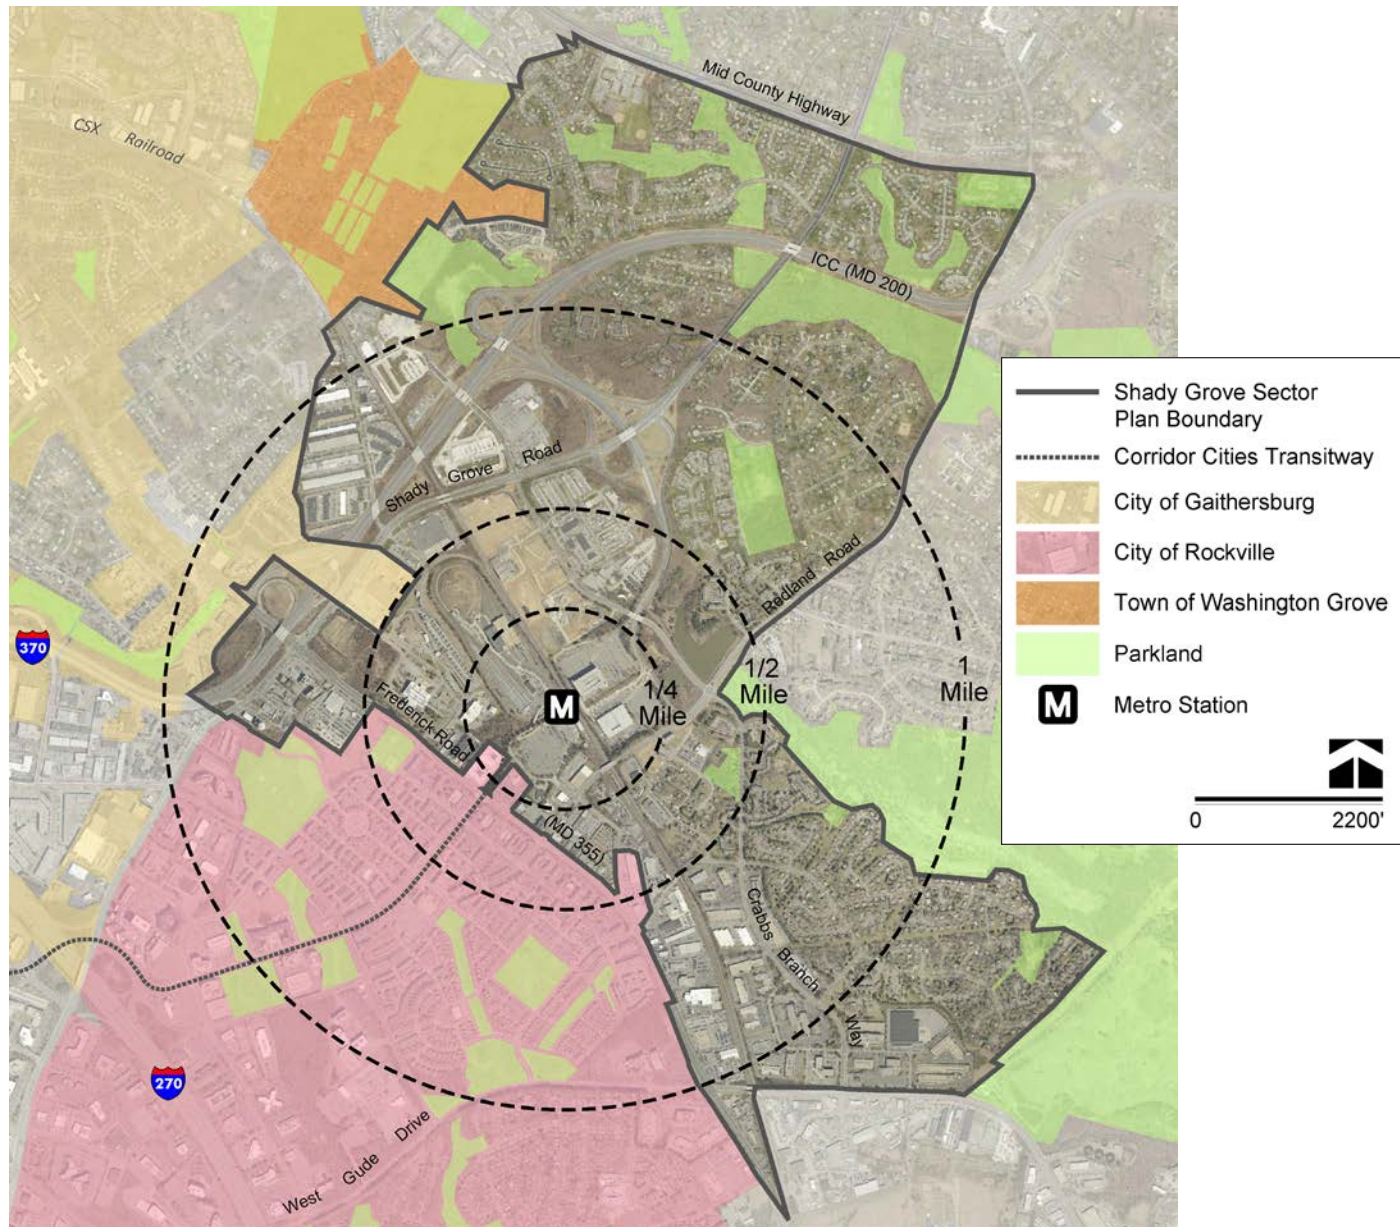 Mid County Highway
CSX Railroad
ICC (MD 200)
Shady Grove Road
Redland Road
370
Frederick Road
M
1/4
Mile
1/2
Mile
1
Mile
(MD 355)
Crabbs Branch Way
270
West Gude Drive
Shady Grove Sector
Plan Boundary
Corridor Cities Transitway
City of Gaithersburg
City of Rockville
Town of Washington Grove
Parkland
M Metro Station
0 2200'